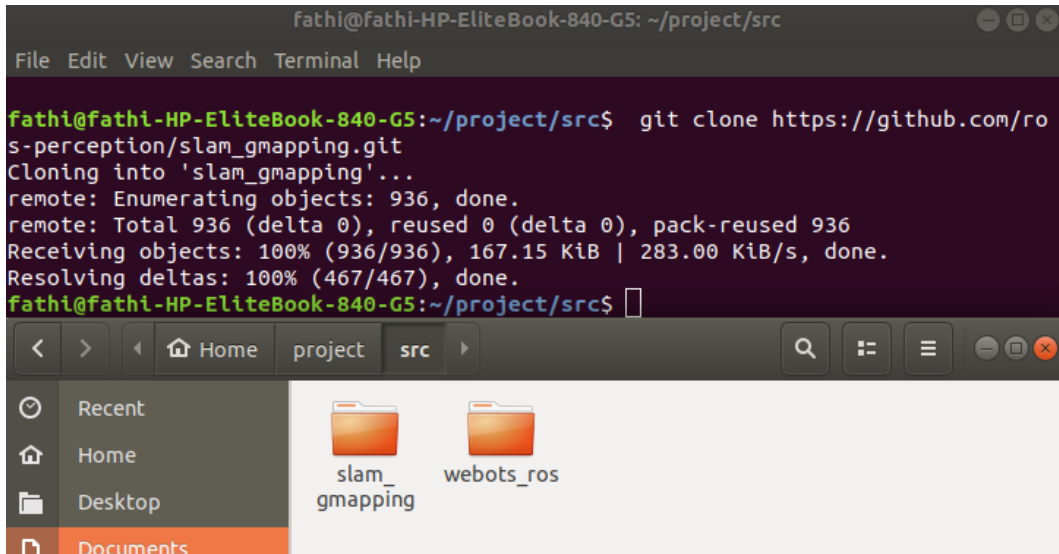 fathi@fathi-HP-EliteBook-840-G5: ~/project/src
File Edit View Search Terminal Help
fathi@fathi-HP-EliteBook-840-G5:~/project/src$  git clone https://github.com/ro
s-perception/slam_gmapping.git
Cloning into 'slam_gmapping'...
remote: Enumerating objects: 936, done.
remote: Total 936 (delta 0), reused 0 (delta 0), pack-reused 936
Receiving objects: 100% (936/936), 167.15 KiB | 283.00 KiB/s, done.
Resolving deltas: 100% (467/467), done.
fathi@fathi-HP-EliteBook-840-G5:~/project/src$
Home project src
Recent
Home
Desktop
Documents
slam_
gmapping
webots_ros